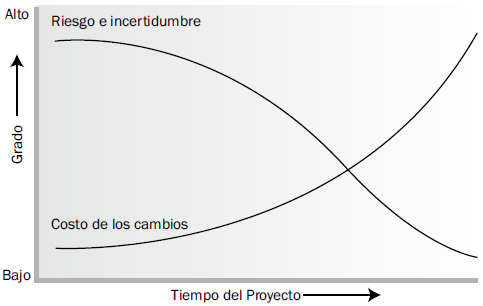 Alto
Riesgo e incertidumbre
Grado
Costo de los cambios
Bajo
Tiempo del Proyecto